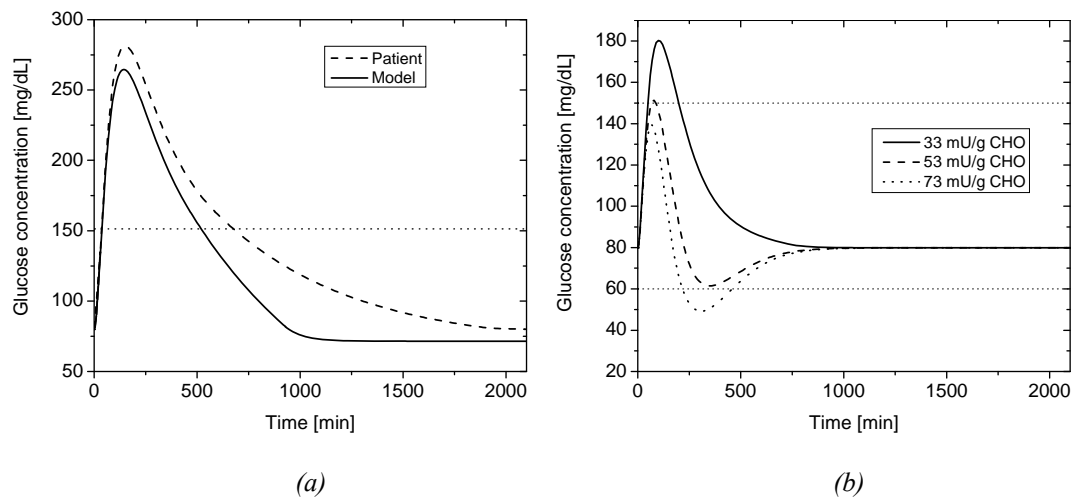 300
250
200
150
100
50
Glucose concentration [mg/dL]
Patient
Model
0
500
1000
1500
2000
Time [min]
(a)
180
160
140
120
100
80
60
40
20
Glucose concentration [mg/dL]
33 mU/g CHO
53 mU/g CHO
73 mU/g CHO
0
500
1000
1500
2000
Time [min]
(b)